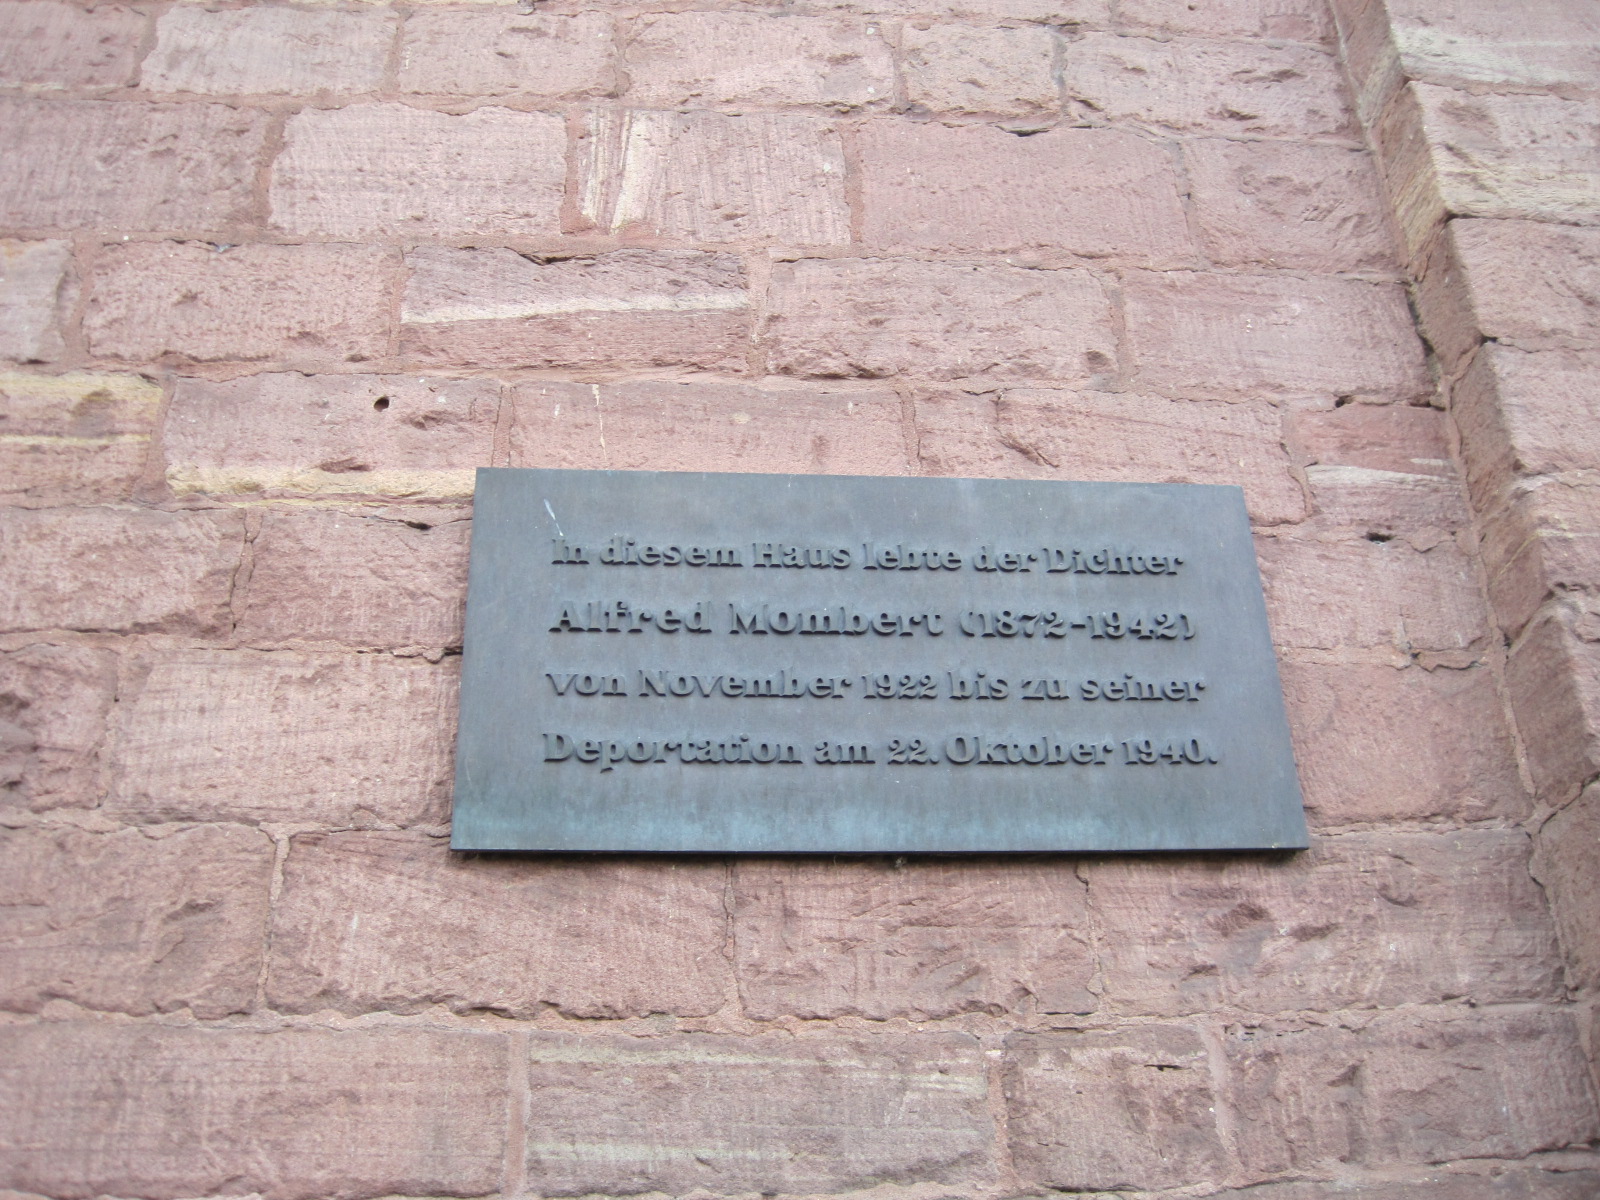 In diesem Haus lebte der Dichter
Alfred Mombert (1872-1942)
von November 1922 bis zu seiner
Deportation am 22. Oktober 1940.